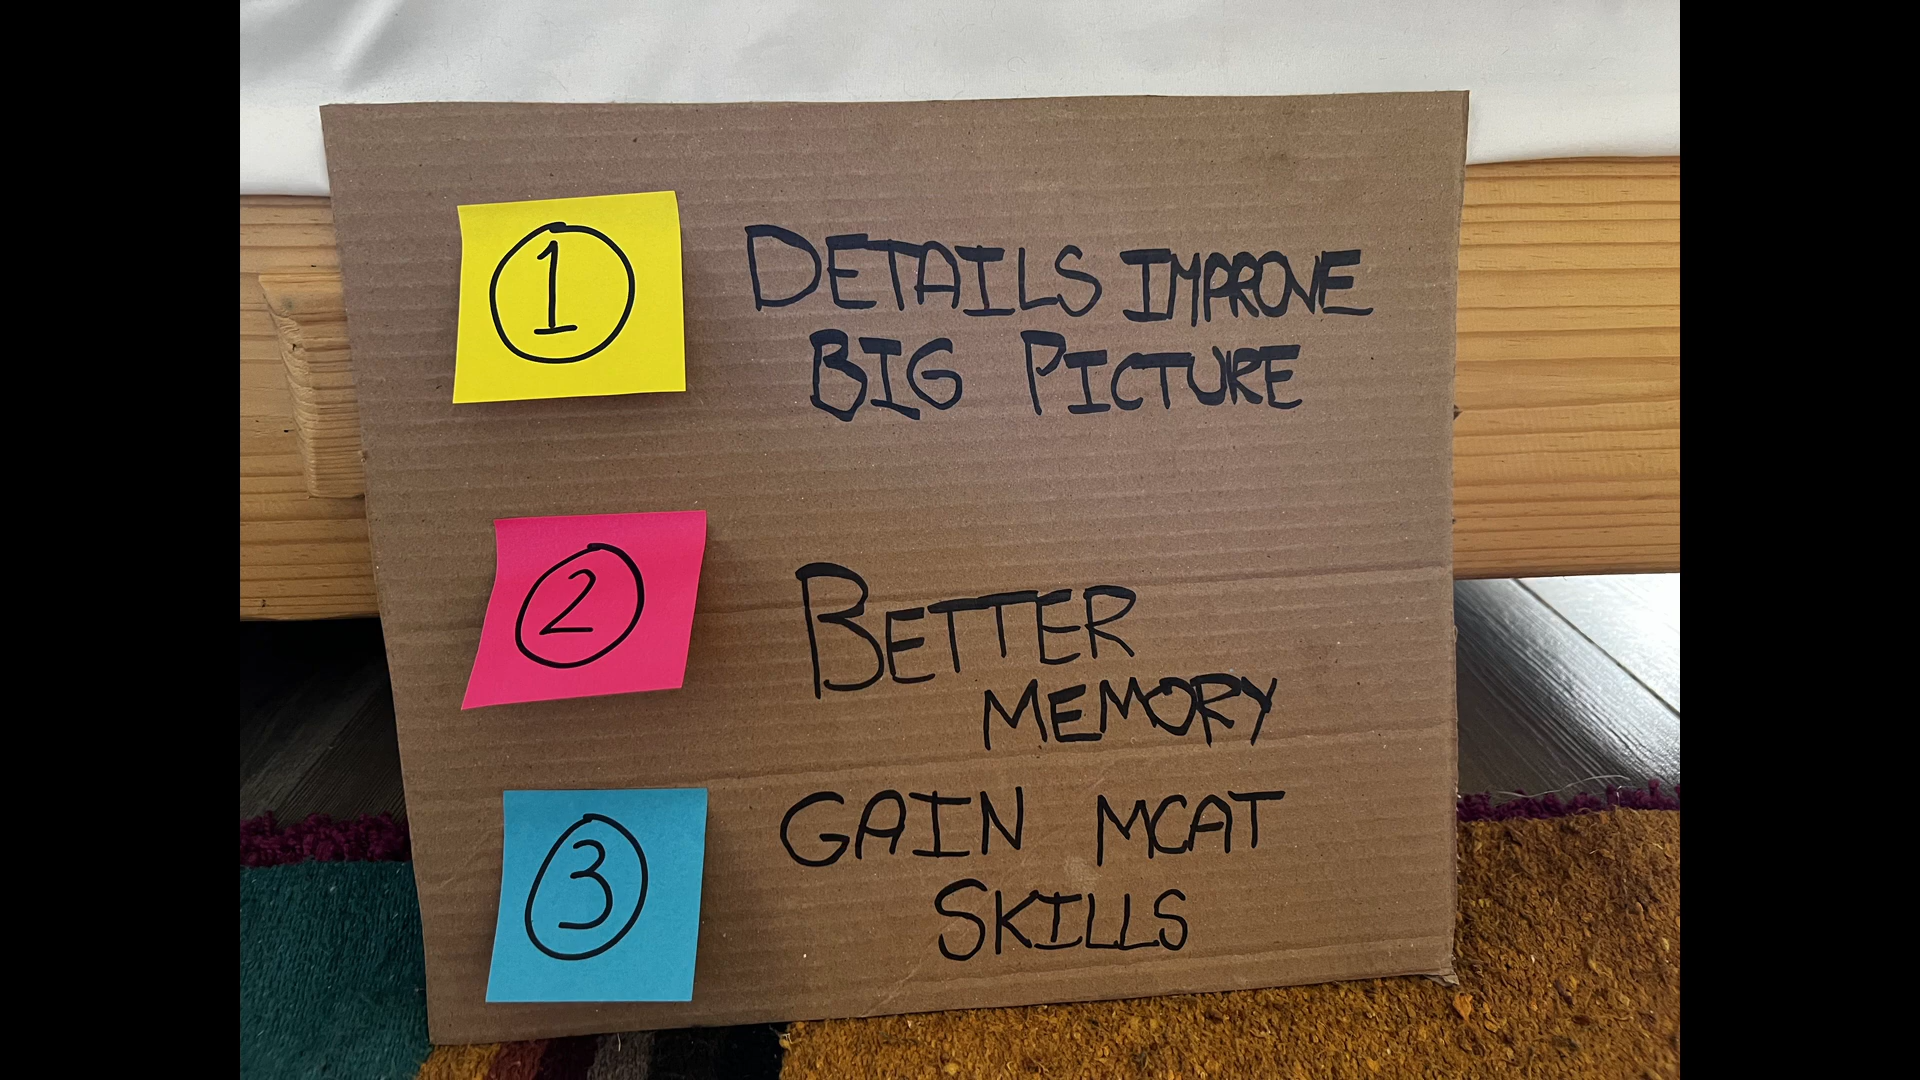 1 DETAILS IMPROVE
BIG PICTURE
2 BETTER
MEMORY
3 GAIN MCAT
SKILLS